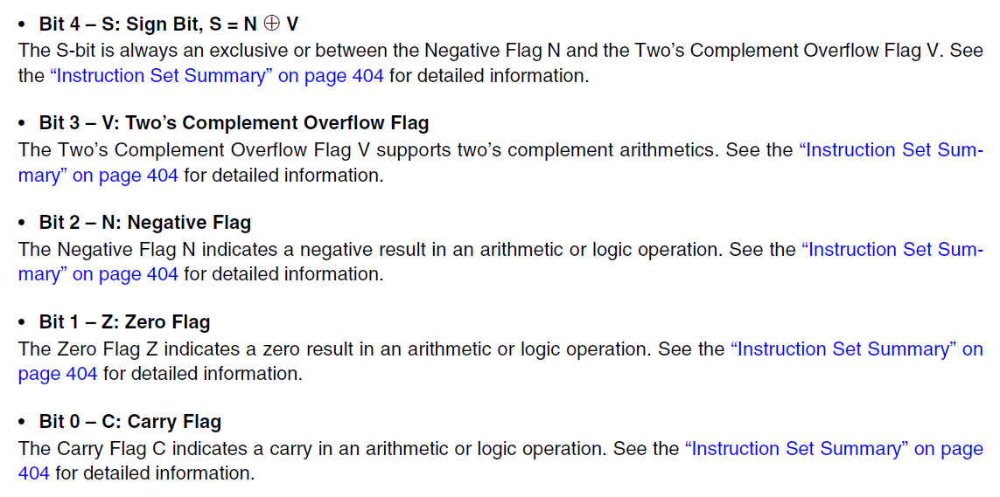 • Bit 4 – S: Sign Bit, S = N ⊕ V
The S-bit is always an exclusive or between the Negative Flag N and the Two’s Complement Overflow Flag V. See
the “Instruction Set Summary” on page 404 for detailed information.
• Bit 3 – V: Two’s Complement Overflow Flag
The Two’s Complement Overflow Flag V supports two’s complement arithmetics. See the “Instruction Set Sum-
mary” on page 404 for detailed information.
• Bit 2 – N: Negative Flag
The Negative Flag N indicates a negative result in an arithmetic or logic operation. See the “Instruction Set Sum-
mary” on page 404 for detailed information.
• Bit 1 – Z: Zero Flag
The Zero Flag Z indicates a zero result in an arithmetic or logic operation. See the “Instruction Set Summary” on
page 404 for detailed information.
• Bit 0 – C: Carry Flag
The Carry Flag C indicates a carry in an arithmetic or logic operation. See the “Instruction Set Summary” on page
404 for detailed information.